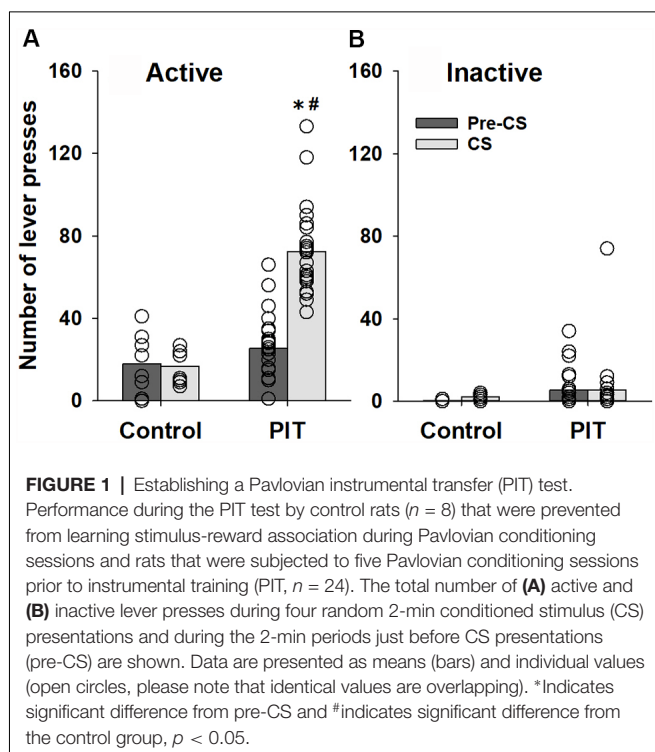 A
B
160
120
80
40
0
Number of lever presses
Active
* #
Control
PIT
160
120
80
40
0
Inactive
Pre-CS
CS
Control
PIT
FIGURE 1 | Establishing a Pavlovian instrumental transfer (PIT) test.
Performance during the PIT test by control rats (n = 8) that were prevented
from learning stimulus-reward association during Pavlovian conditioning
sessions and rats that were subjected to five Pavlovian conditioning sessions
prior to instrumental training (PIT, n = 24). The total number of (A) active and
(B) inactive lever presses during four random 2-min conditioned stimulus (CS)
presentations and during the 2-min periods just before CS presentations
(pre-CS) are shown. Data are presented as means (bars) and individual values
(open circles, please note that identical values are overlapping). *Indicates
significant difference from pre-CS and #indicates significant difference from
the control group, p < 0.05.